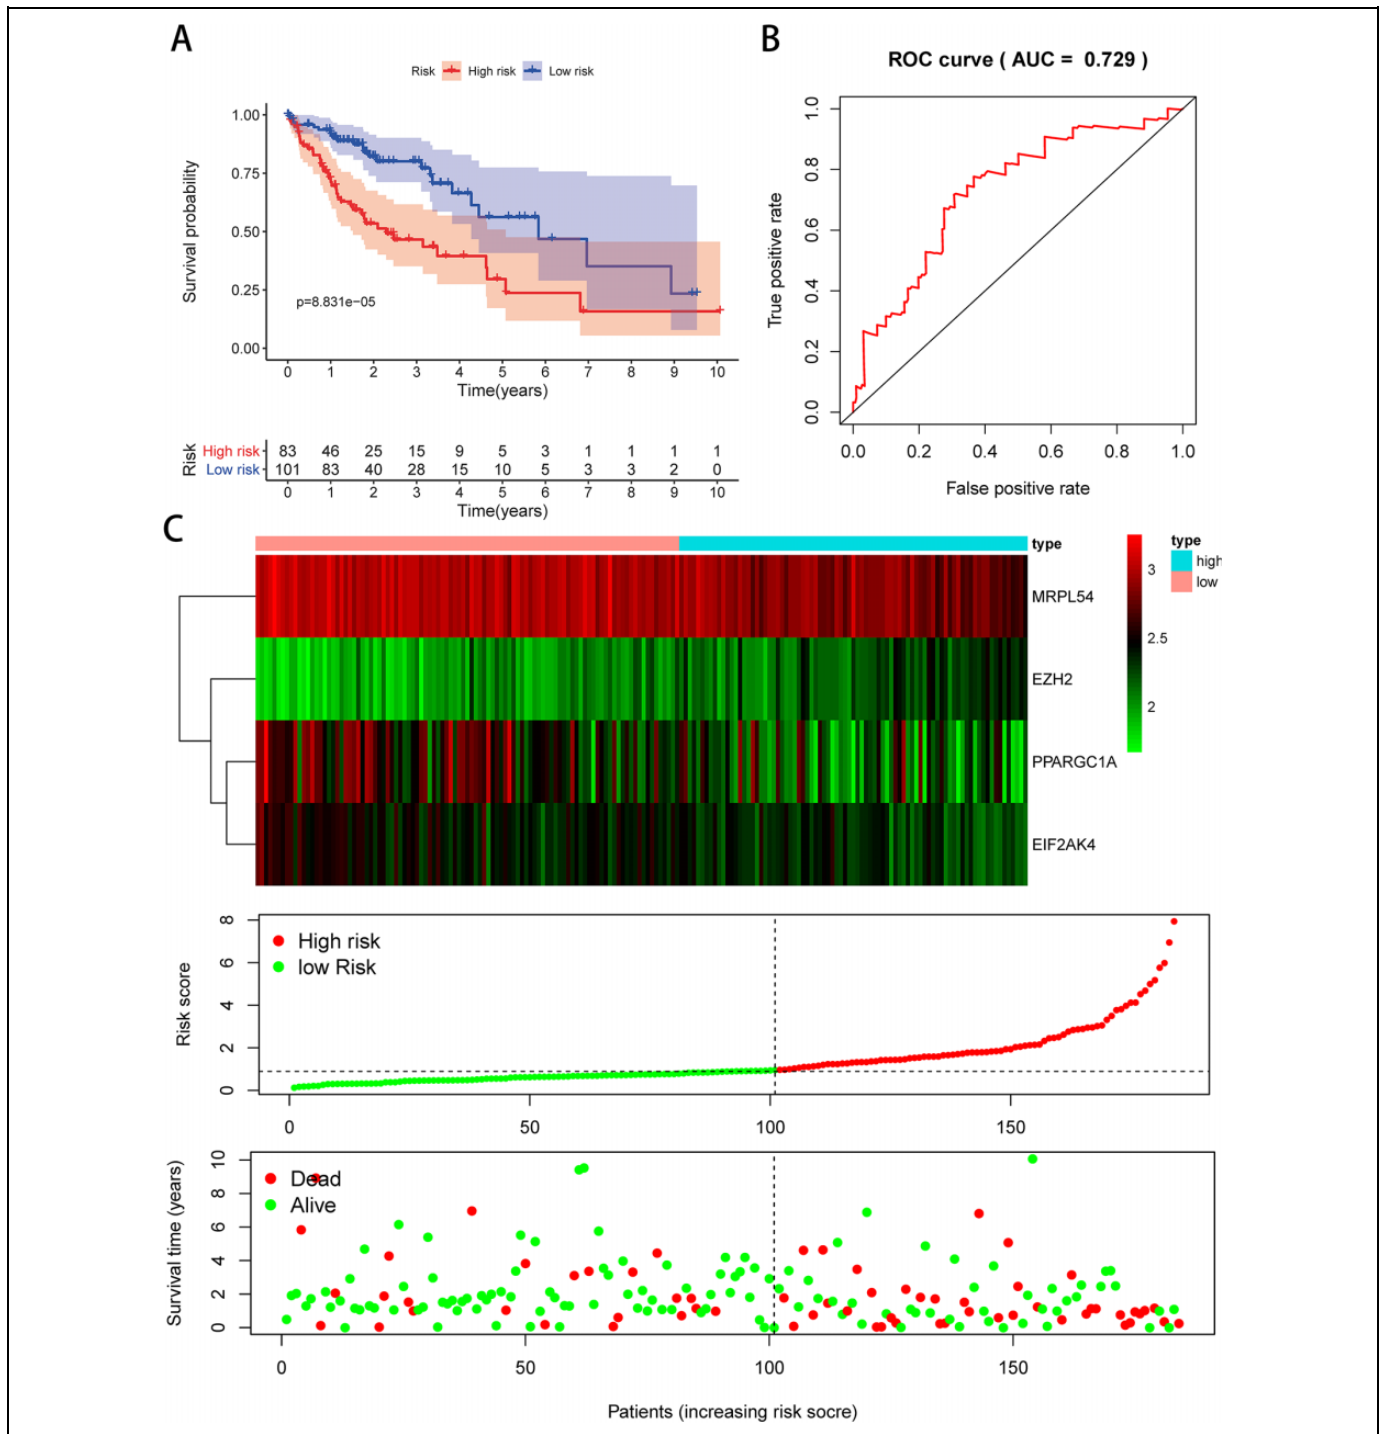 A
Risk High risk Low risk
1.00
0.75
0.50
0.25
0.00
Survival probability
p=8.831e−05
0 1 2 3 4 5 6 7 8 9 10
Time(years)
Risk
High risk 83 46 25 15 9 5 3 1 1 1 1
Low risk 101 83 40 28 15 10 5 3 3 2 0
0 1 2 3 4 5 6 7 8 9 10
Time(years)
B
ROC curve ( AUC = 0.729 )
1.0
0.8
0.6
0.4
0.2
0.0
True positive rate
0.0 0.2 0.4 0.6 0.8 1.0
False positive rate
C
type
MRPL54
EZH2
PPARGC1A
EIF2AK4
3
2.5
2
type
high
low
8
6
4
2
0
Risk score
High risk
low Risk
0 50 100 150
10
8
6
4
2
0
Survival time (years)
Dead
Alive
0 50 100 150
Patients (increasing risk socre)